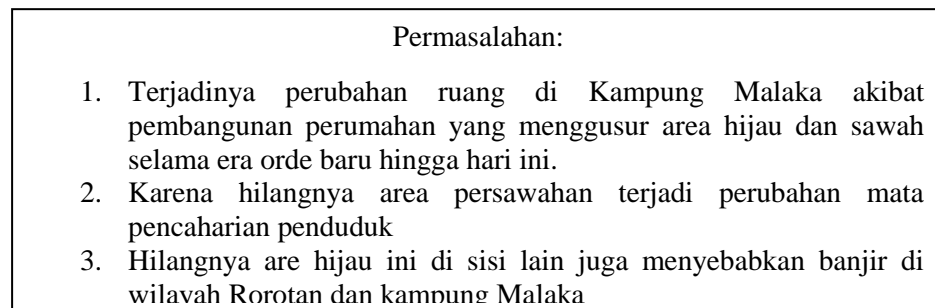 Permasalahan:
1. Terjadinya perubahan ruang di Kampung Malaka akibat
pembangunan perumahan yang menggusur area hijau dan sawah
selama era orde baru hingga hari ini.
2. Karena hilangnya area persawahan terjadi perubahan mata
pencaharian penduduk
3. Hilangnya are hijau ini di sisi lain juga menyebabkan banjir di
wilayah Rorotan dan kampung Malaka